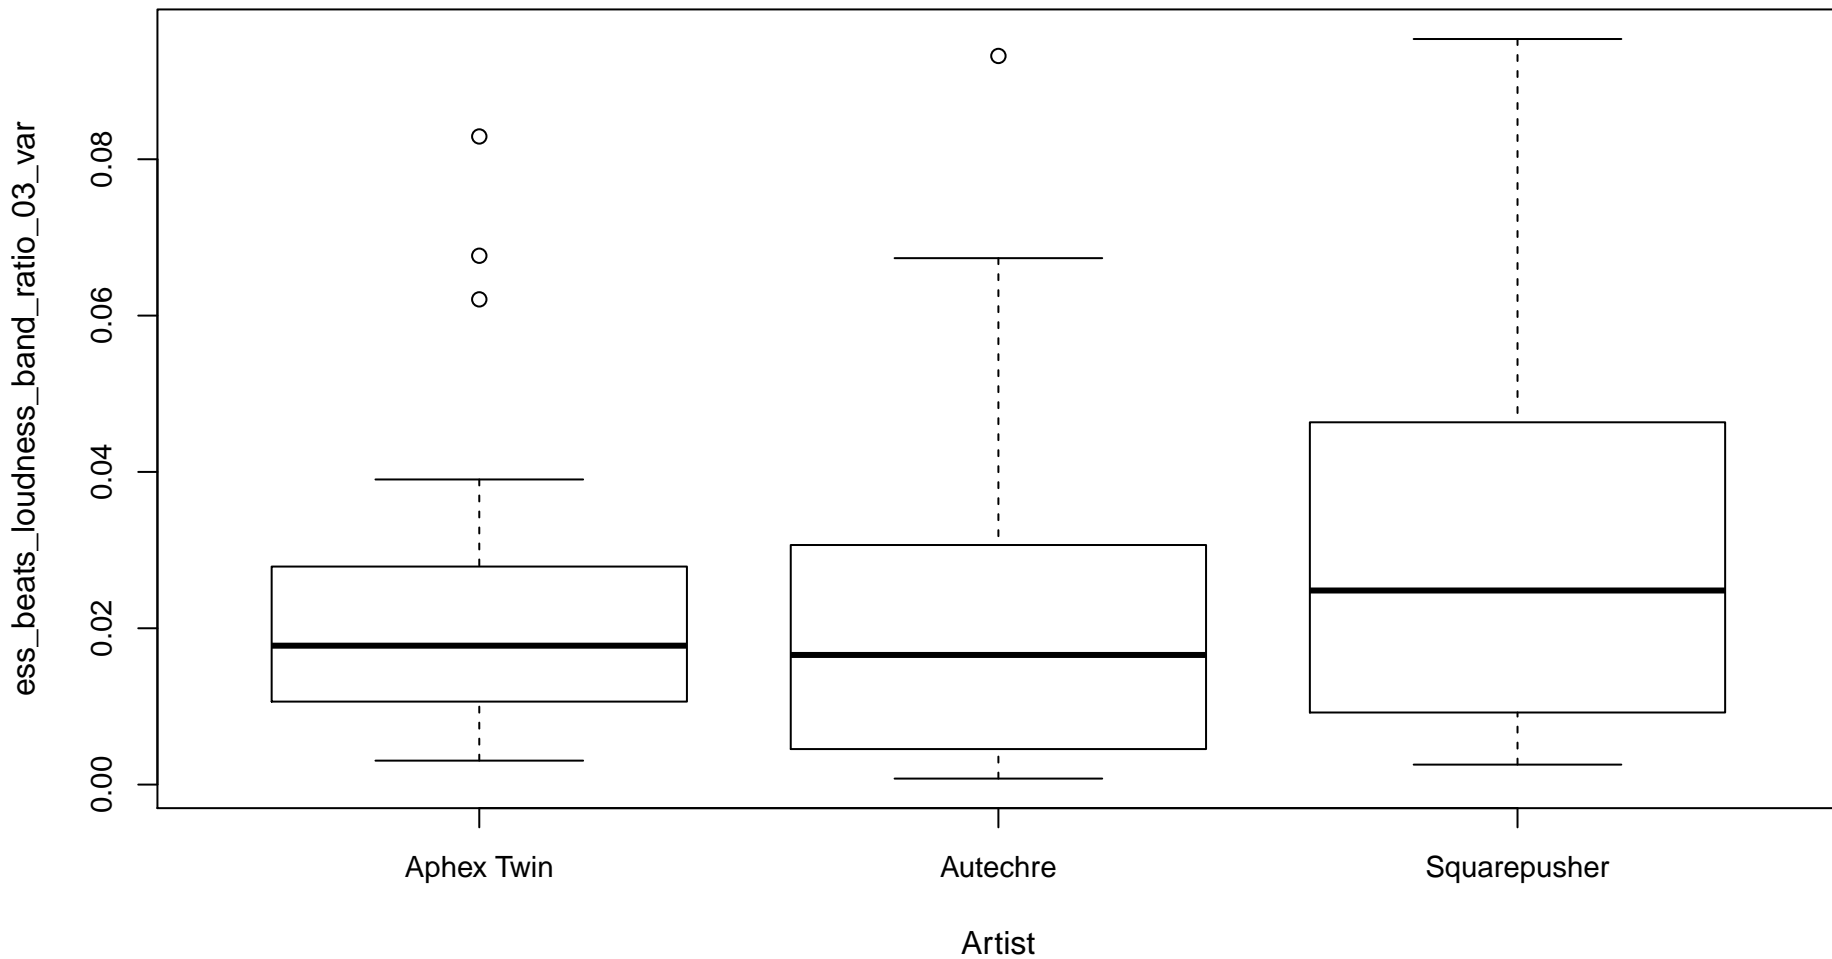 ess_beats_loudness_band_ratio_03_var
0.08
0.06
0.04
0.02
0.00
Aphex Twin
Autechre
Squarepusher
Artist